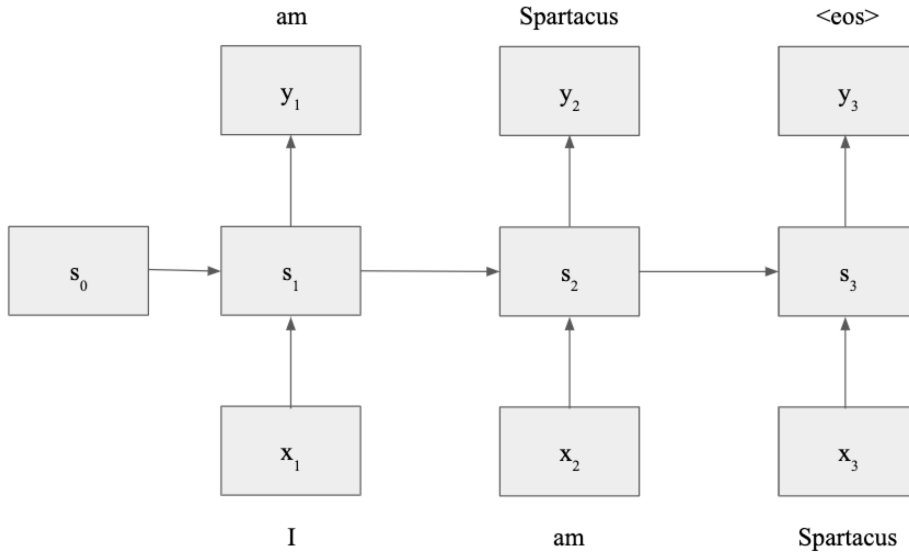 am Spartacus <eos>
y₁ y₂ y₃
s₀ s₁ s₂ s₃
x₁ x₂ x₃
I am Spartacus